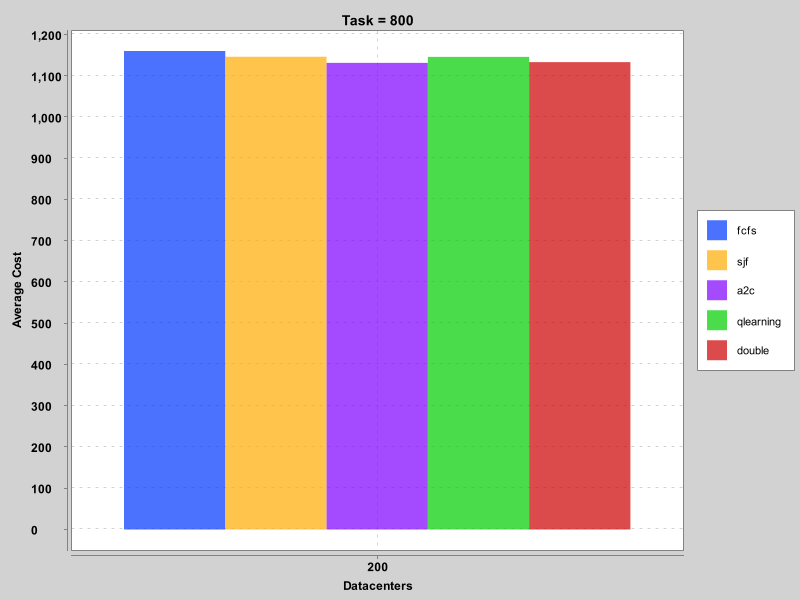 Task = 800
Average Cost
1,200
1,100
1,000
900
800
700
600
500
400
300
200
100
0
200
Datacenters
fcfs
sjf
a2c
qlearning
double